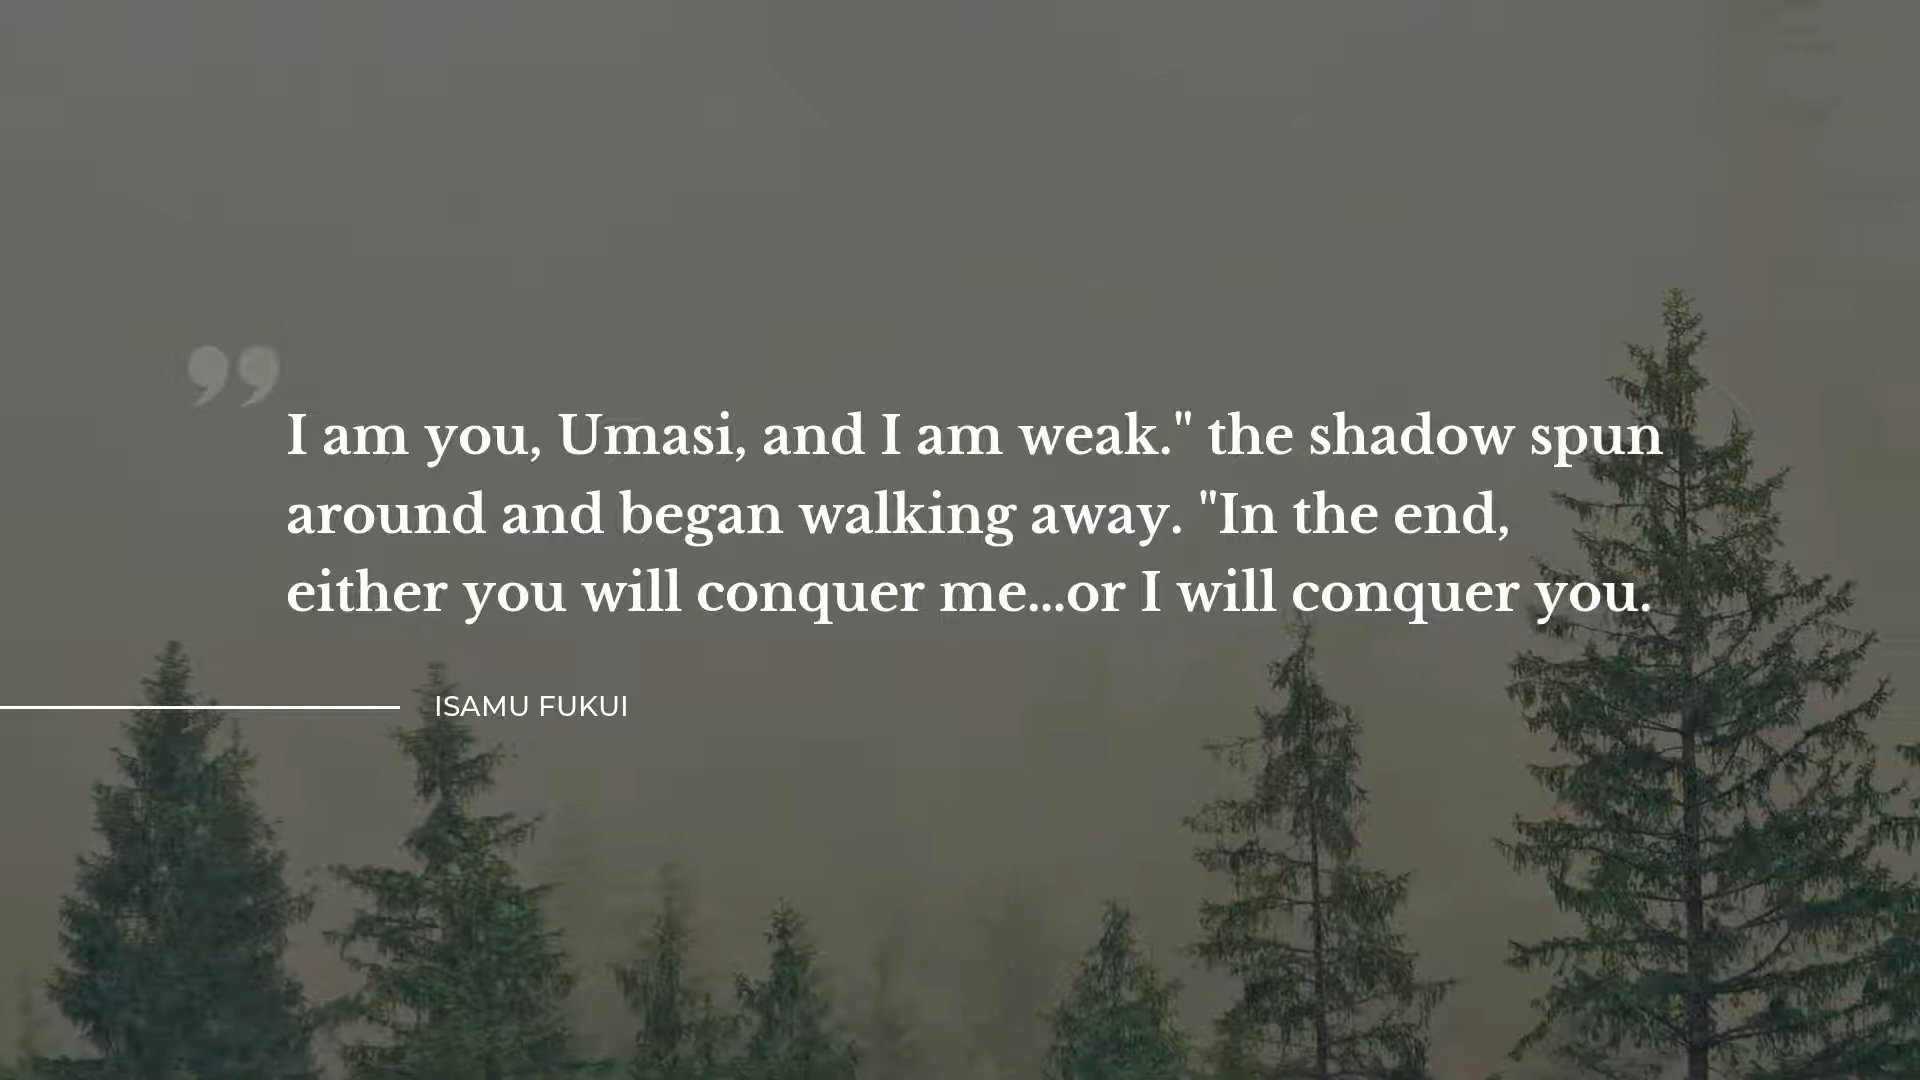 ”
I am you, Umasi, and I am weak." the shadow spun
around and began walking away. "In the end,
either you will conquer me...or I will conquer you.
ISAMU FUKUI